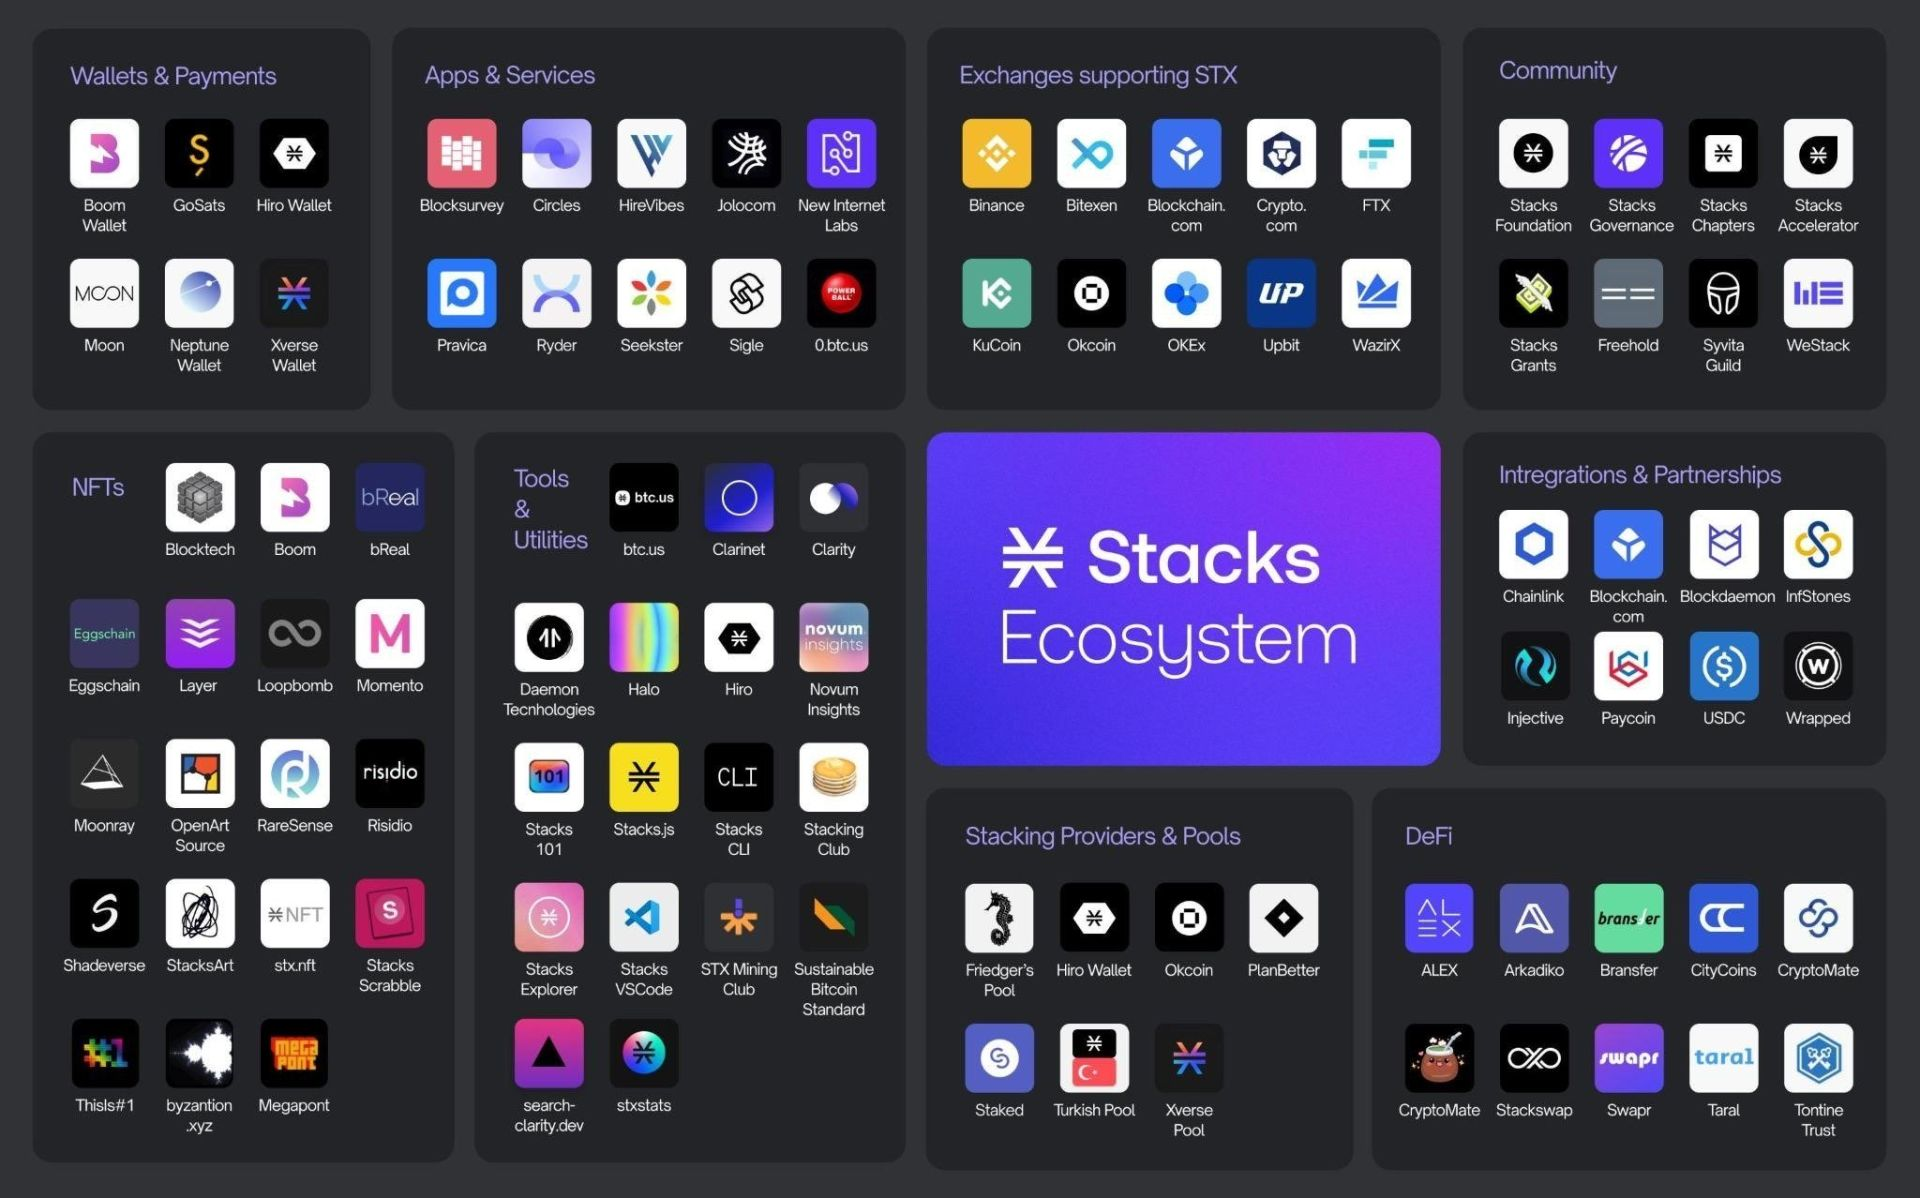 Wallets & Payments
Boom
Wallet
GoSats
Hiro Wallet
MOON
Moon
Neptune
Wallet
Xverse
Wallet
Apps & Services
Blocksurvey
Circles
HireVibes
Jolocom
New Internet
Labs
Pravica
Ryder
Seekster
Sigle
POWER
BALL
0.btc.us
Exchanges supporting STX
Binance
Bitexen
Blockchain.
com
Crypto.
com
FTX
KuCoin
Okcoin
OKEx
UP
Upbit
WazirX
Community
Stacks
Foundation
Stacks
Governance
Stacks
Chapters
Stacks
Accelerator
Stacks
Grants
Freehold
Syvita
Guild
WeStack
NFTs
Blocktech
Boom
bReal
bReal
Eggschain
Eggschain
Layer
Loopbomb
M
Momento
Moonray
OpenArt
Source
RareSense
risidio
Risidio
S
Shadeverse
StacksArt
NFT
stx.nft
S
Stacks
Scrabble
#1
ThisIs#1
byzantion
.xyz
MEGA
PONT
Megapont
Tools
&
Utilities
btc.us
btc.us
Clarinet
Clarity
Daemon
Tecnhologies
Halo
Hiro
novum
insights
Novum
Insights
101
Stacks
101
Stacks.js
CLI
Stacks
CLI
Stacking
Club
Stacks
Explorer
Stacks
VSCode
STX Mining
Club
Sustainable
Bitcoin
Standard
search-
clarity.dev
stxstats
Stacks
Ecosystem
Intregrations & Partnerships
Chainlink
Blockchain.
com
Blockdaemon
InfStones
Injective
Paycoin
USDC
W
Wrapped
Stacking Providers & Pools
Friedger's
Pool
Hiro Wallet
Okcoin
PlanBetter
Staked
Turkish Pool
Xverse
Pool
DeFi
ALEX
ALEX
Arkadiko
bransfer
Bransfer
CityCoins
CryptoMate
CryptoMate
Stackswap
swapr
Swapr
taral
Taral
Tontine
Trust